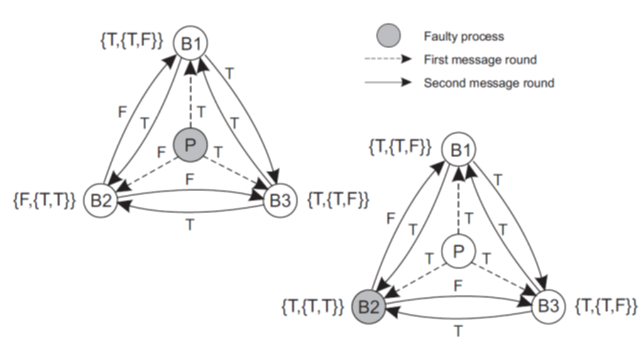 {T,{T,F}} B1
T
F T T T
F P T
F
{F,{T,T}} B2 B3 {T,{T,F}}
T
Faulty process
First message round
Second message round
{T,{T,F}} B1
T
F T T T
T P T
F
{T,{T,T}} B2 B3 {T,{T,F}}
T